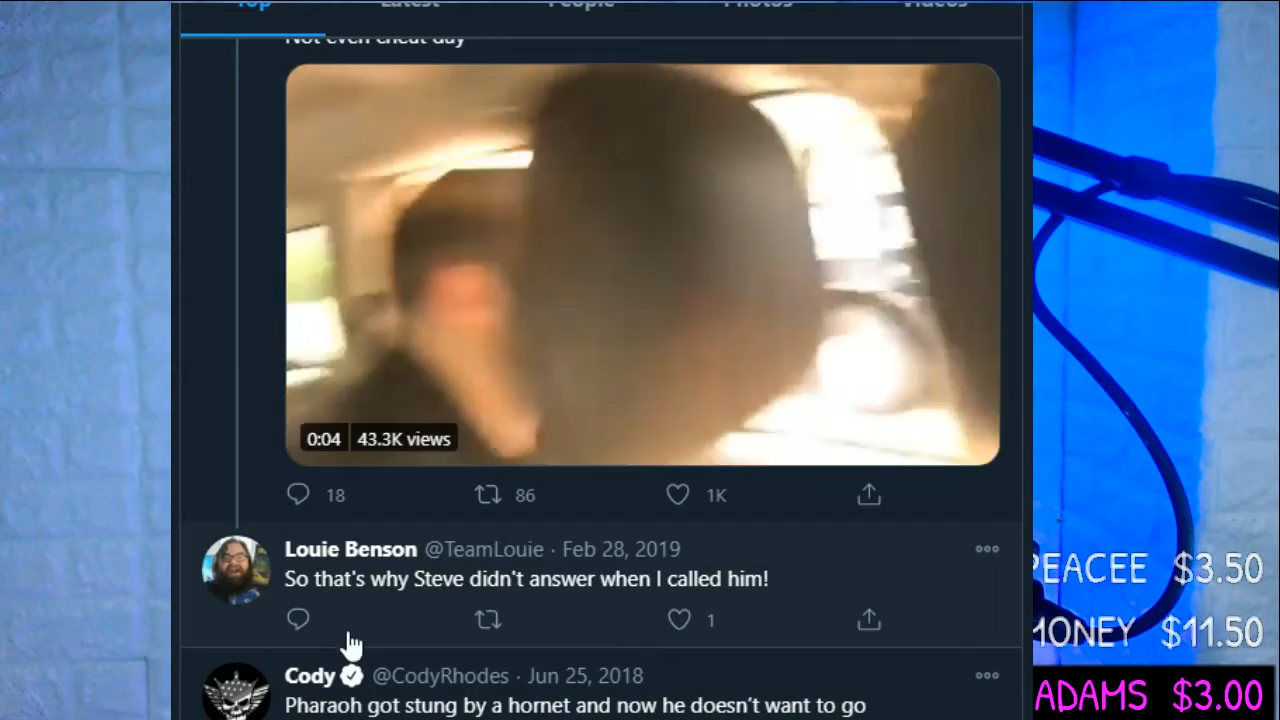 Top Latest People Photos Videos
Not even cheat day
0:04 43.3K views
18 86 1K
Louie Benson @TeamLouie · Feb 28, 2019
So that's why Steve didn't answer when I called him!
1
Cody @CodyRhodes · Jun 25, 2018
Pharaoh got stung by a hornet and now he doesn't want to go
PEACEE $3.50
MONEY $11.50
ADAMS $3.00